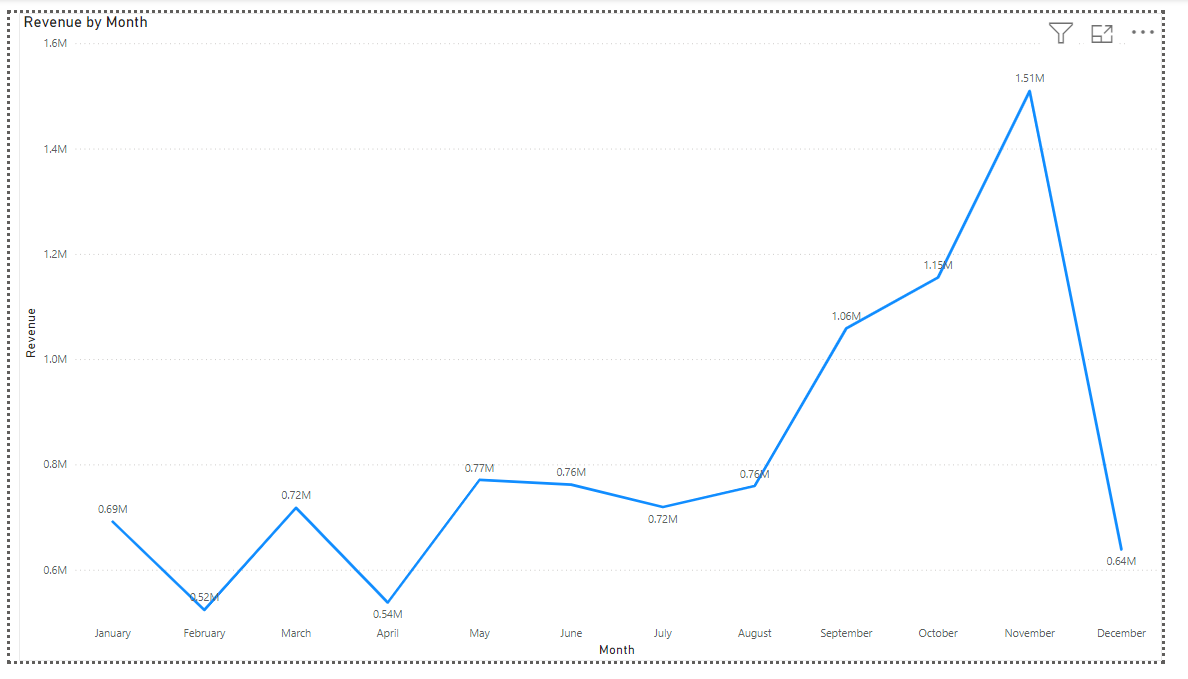 Revenue by Month
1.6M
1.4M
1.2M
1.0M
0.8M
0.6M
Revenue
0.69M
0.52M
0.72M
0.54M
0.77M
0.76M
0.72M
0.76M
1.06M
1.15M
1.51M
0.64M
January February March April May June July August September October November December
Month